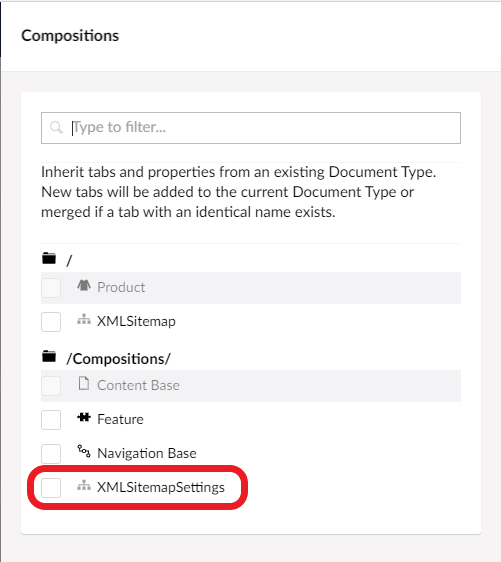 Compositions
Type to filter...
Inherit tabs and properties from an existing Document Type.
New tabs will be added to the current Document Type or
merged if a tab with an identical name exists.
/
Product
XMLSitemap
/Compositions/
Content Base
Feature
Navigation Base
XMLSitemapSettings